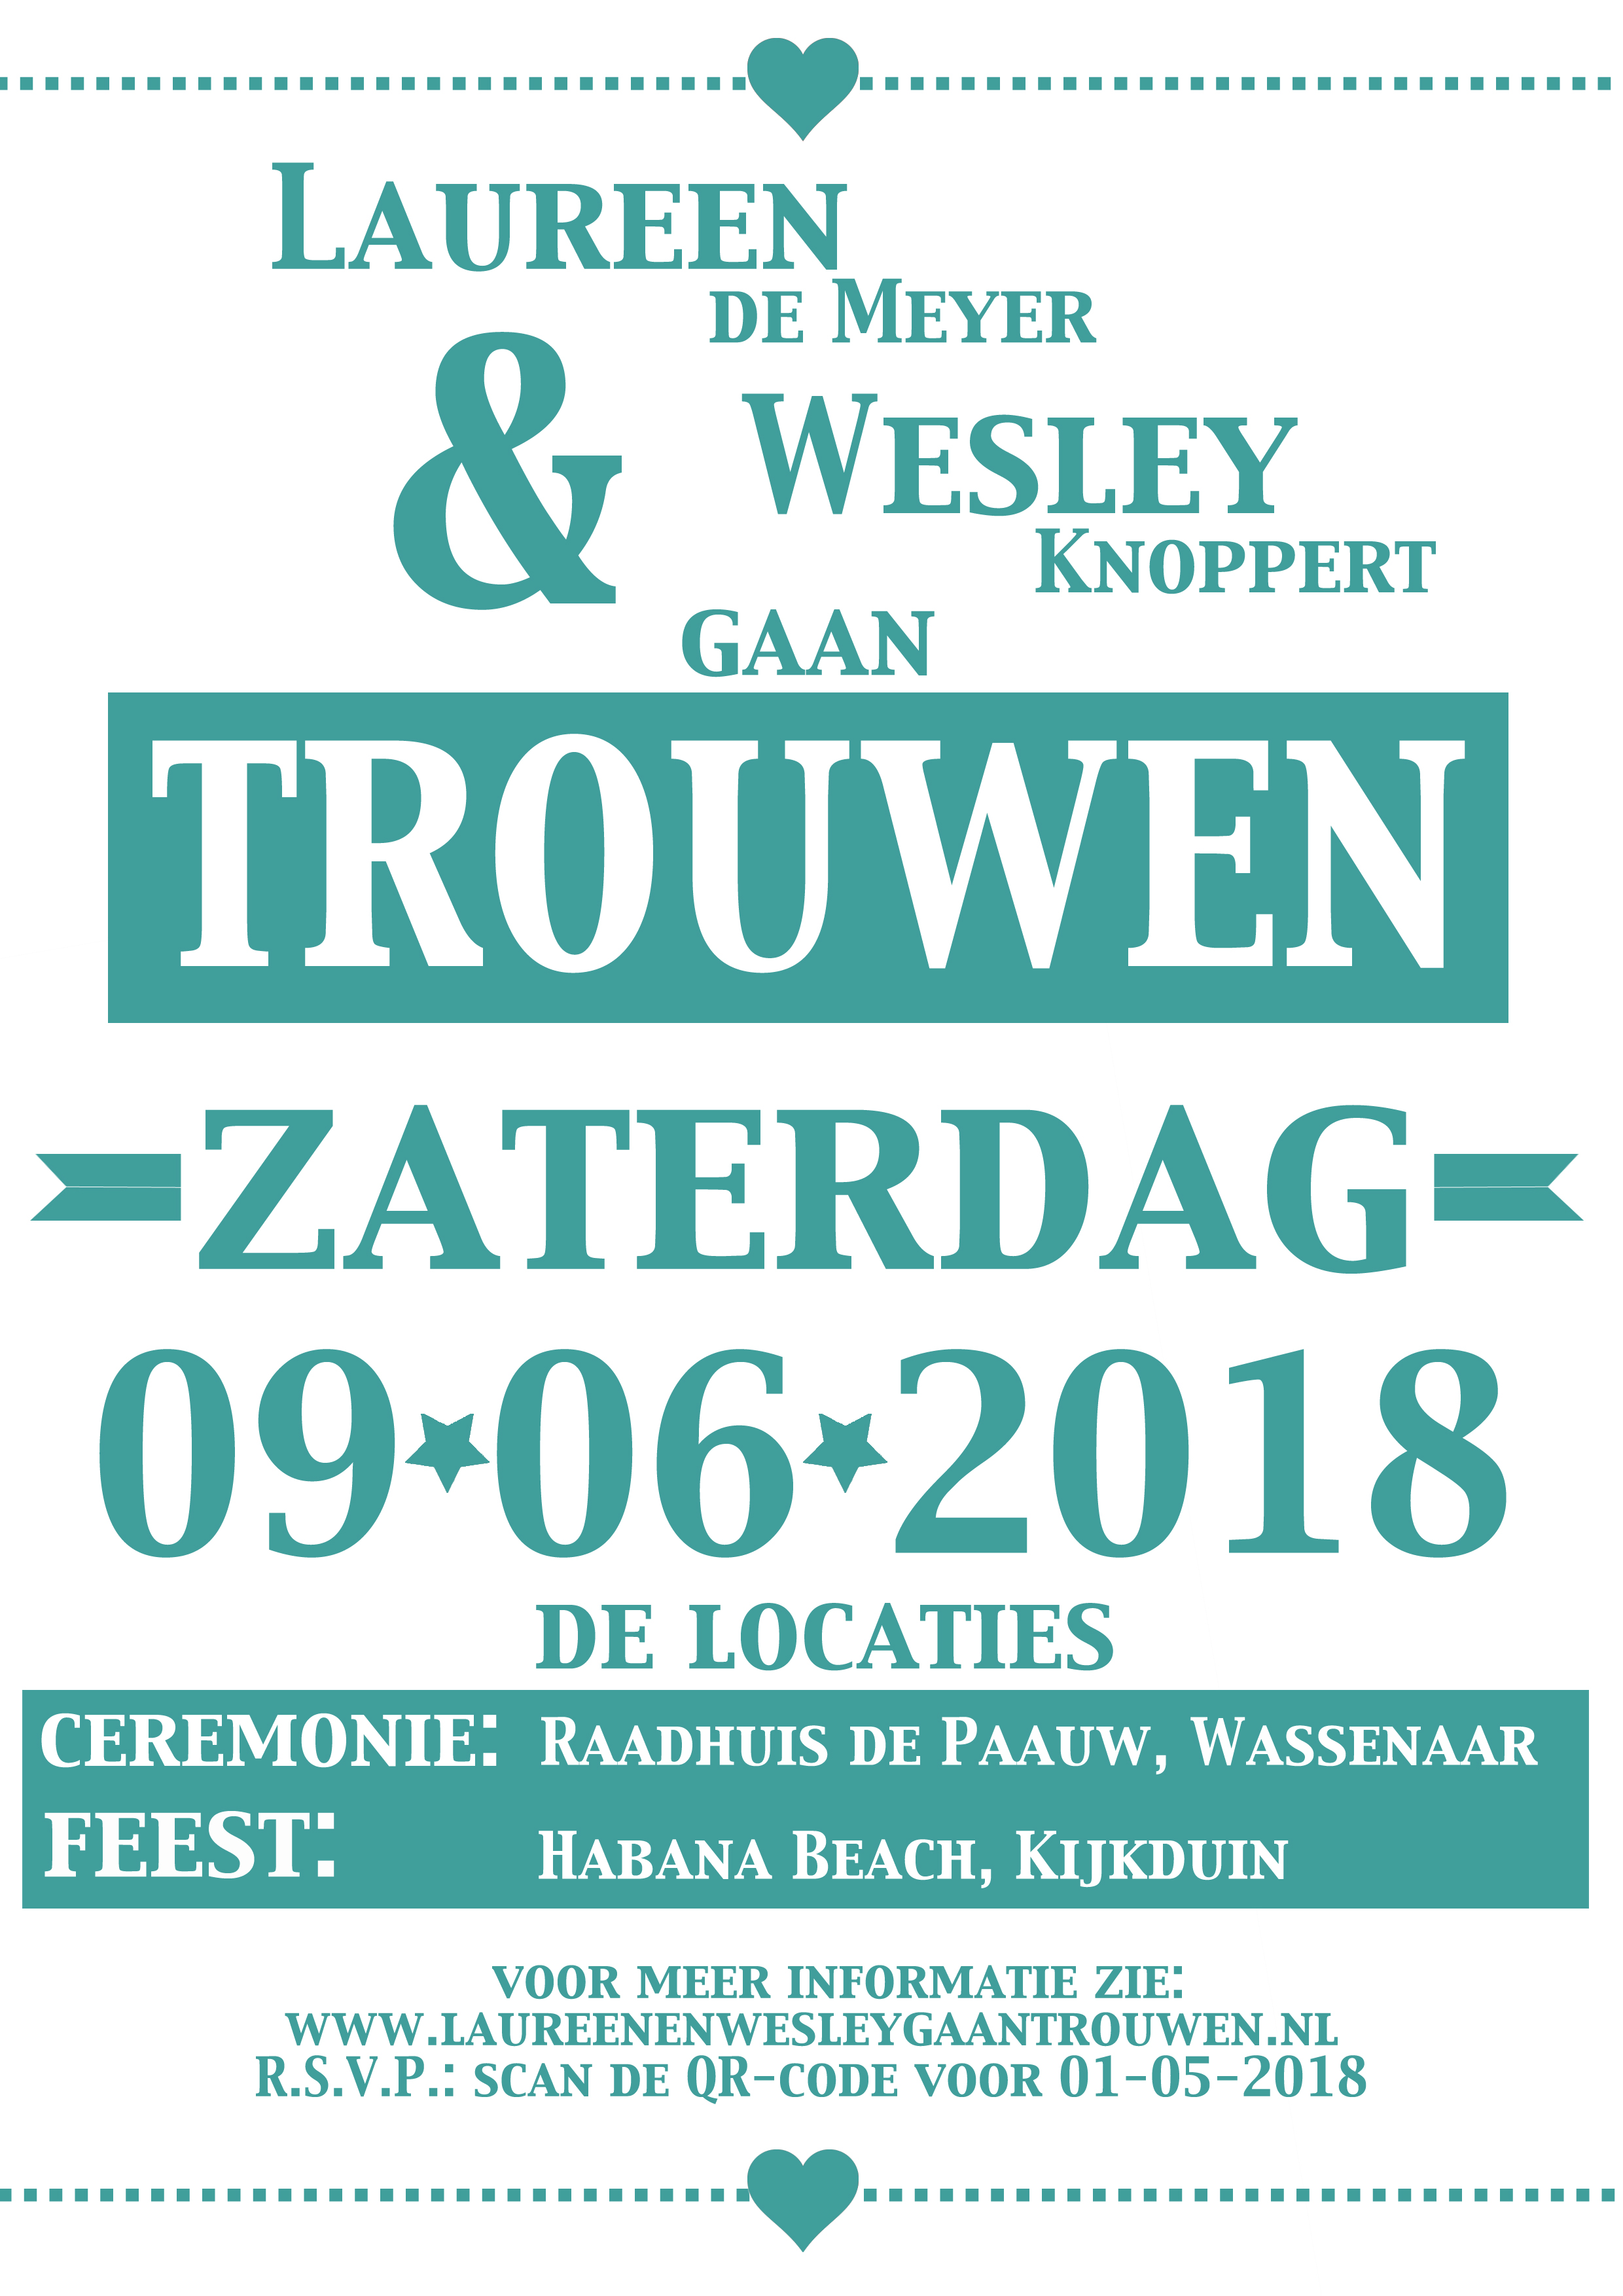 Laureen
de Meyer
&
Wesley
Knoppert
Gaan
TROUWEN
ZATERDAG
09★06★2018
DE LOCATIES
CEREMONIE: Raadhuis de Paauw, Wassenaar
FEEST: Habana Beach, Kijkduin
voor meer informatie zie:
www.laureenenwesleygaantrouwen.nl
R.S.V.P.: scan de QR-code voor 01-05-2018